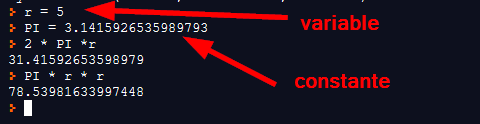 r = 5
variable
PI = 3.1415926535989793
2 * PI *r
31.41592653598979
constante
PI * r * r
78.53981633997448